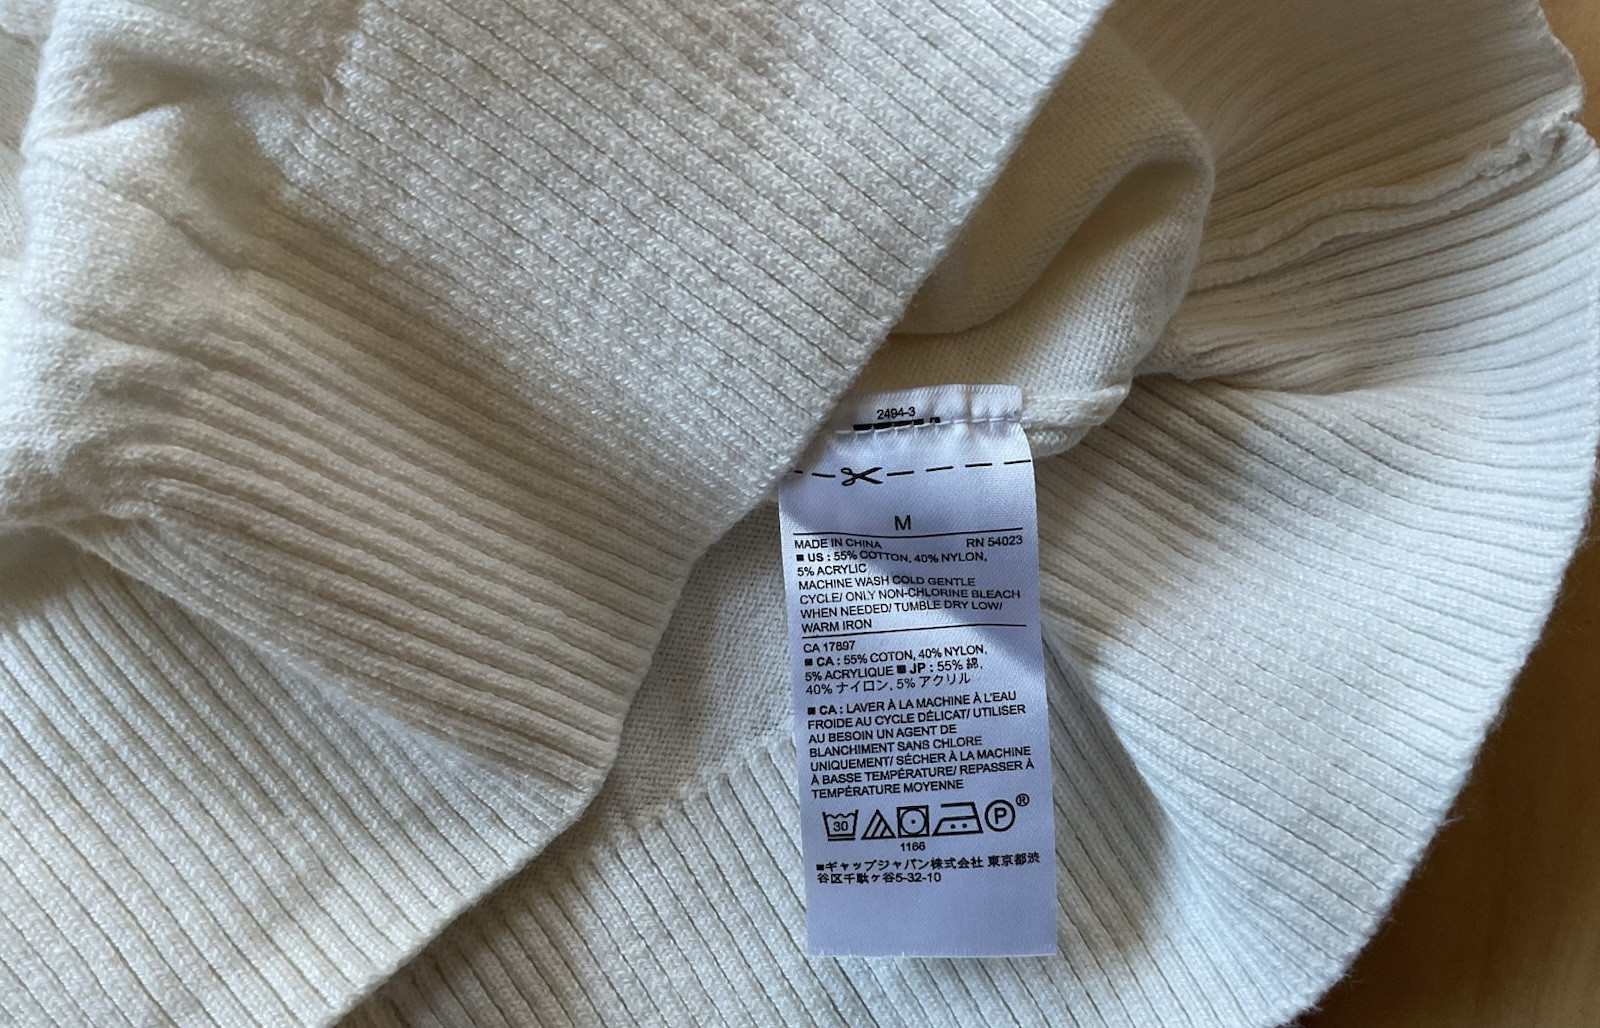 2494-3
M
MADE IN CHINA RN 54023
■ US : 55% COTTON, 40% NYLON,
5% ACRYLIC
MACHINE WASH COLD GENTLE
CYCLE/ ONLY NON-CHLORINE BLEACH
WHEN NEEDED/ TUMBLE DRY LOW/
WARM IRON
CA 17897
■ CA : 55% COTON, 40% NYLON,
5% ACRYLIQUE ■ JP : 55% 綿,
40% ナイロン, 5% アクリル
■ CA : LAVER À LA MACHINE À L'EAU
FROIDE AU CYCLE DÉLICAT/ UTILISER
AU BESOIN UN AGENT DE
BLANCHIMENT SANS CHLORE
UNIQUEMENT/ SÉCHER À LA MACHINE
À BASSE TEMPÉRATURE/ REPASSER À
TEMPÉRATURE MOYENNE
30 P ®
1166
■ギャップジャパン株式会社 東京都渋
谷区千駄ヶ谷5-32-10